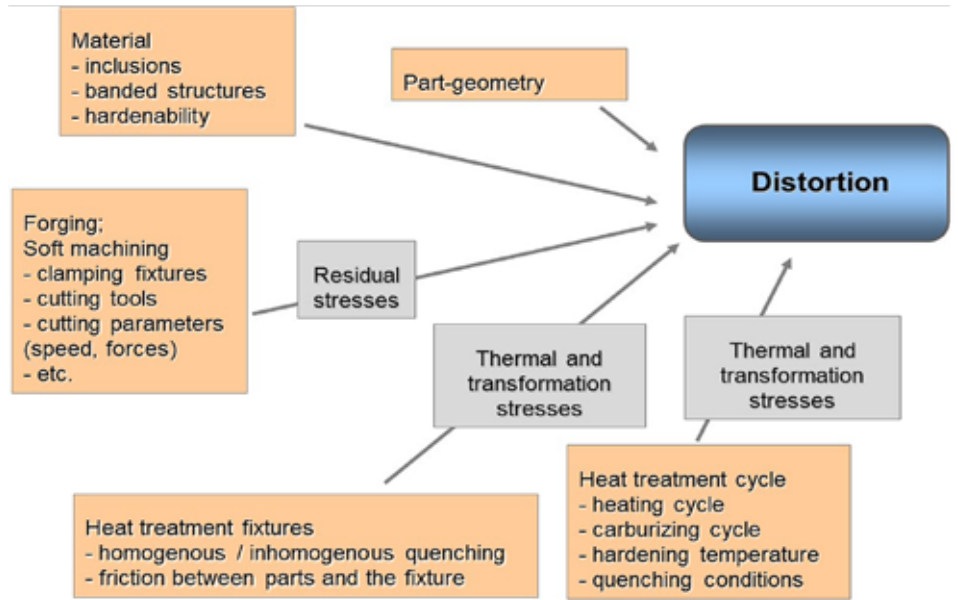 Material
- inclusions
- banded structures
- hardenability
Part-geometry
Distortion
Forging;
Soft machining
- clamping fixtures
- cutting tools
- cutting parameters
(speed, forces)
- etc.
Residual
stresses
Thermal and
transformation
stresses
Thermal and
transformation
stresses
Heat treatment fixtures
- homogenous / inhomogenous quenching
- friction between parts and the fixture
Heat treatment cycle
- heating cycle
- carburizing cycle
- hardening temperature
- quenching conditions